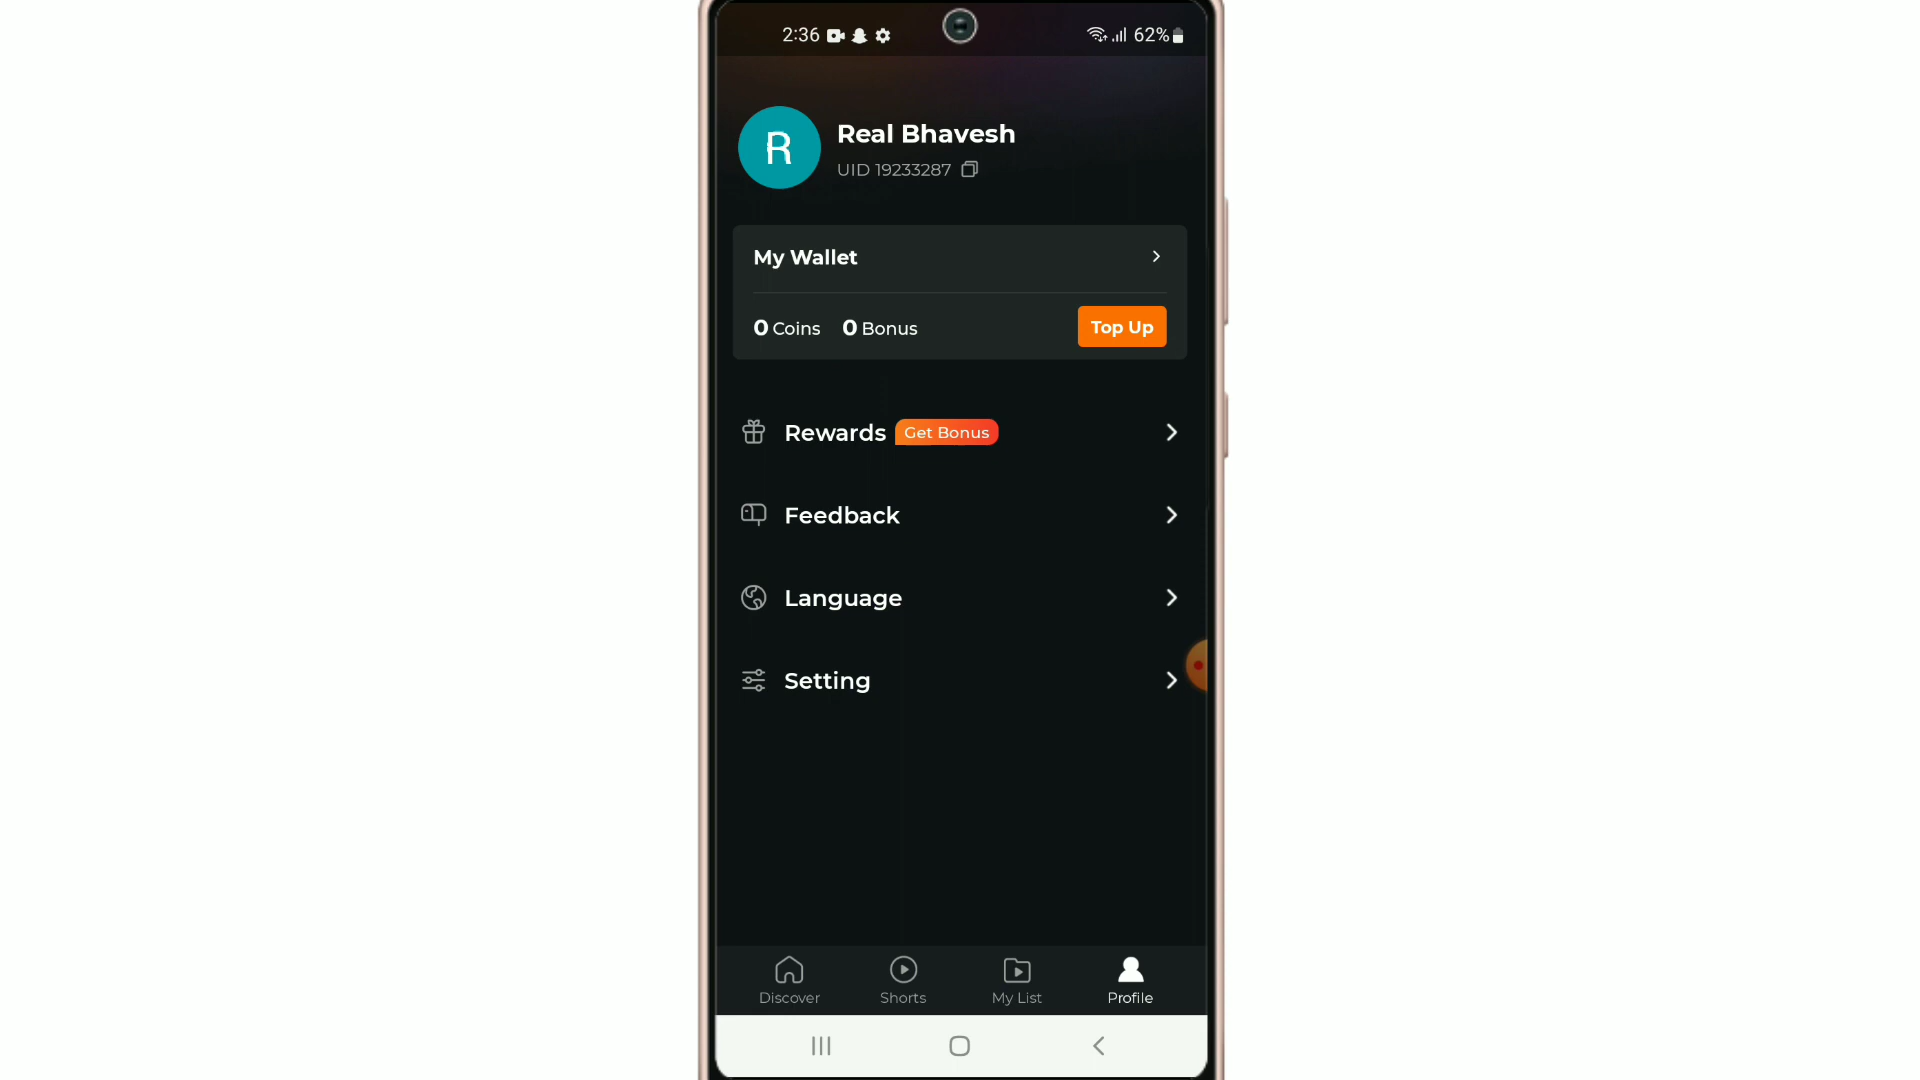 2:36 62%
R
Real Bhavesh
UID 19233287
My Wallet
0 Coins 0 Bonus Top Up
Rewards Get Bonus
Feedback
Language
Setting
Discover Shorts My List Profile